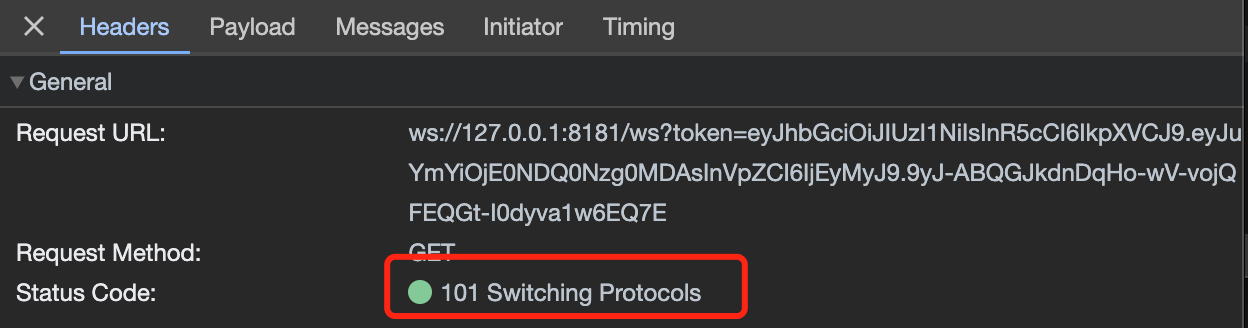 Headers Payload Messages Initiator Timing
General
Request URL: ws://127.0.0.1:8181/ws?token=eyJhbGciOiJIUzI1NiIsInR5cCI6IkpXVCJ9.eyJu
YmYiOjE0NDQ0Nzg0MDAsInVpZCI6IjEyMyJ9.9yJ-ABQGJkdnDqHo-wV-vojQ
FEQGt-I0dyva1w6EQ7E
Request Method: GET
Status Code: 101 Switching Protocols